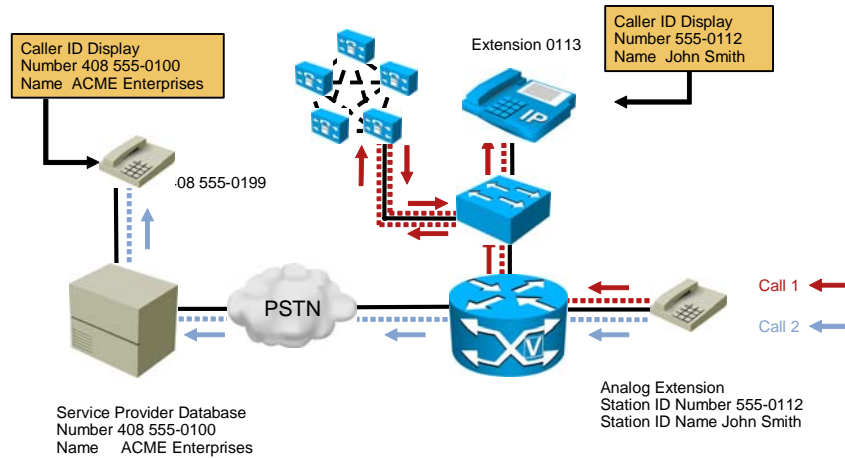 Caller ID Display
Number 408 555-0100
Name ACME Enterprises
Extension 0113
Caller ID Display
Number 555-0112
Name John Smith
IP
408 555-0199
PSTN
V
Call 1
Call 2
Analog Extension
Station ID Number 555-0112
Station ID Name John Smith
Service Provider Database
Number 408 555-0100
Name ACME Enterprises